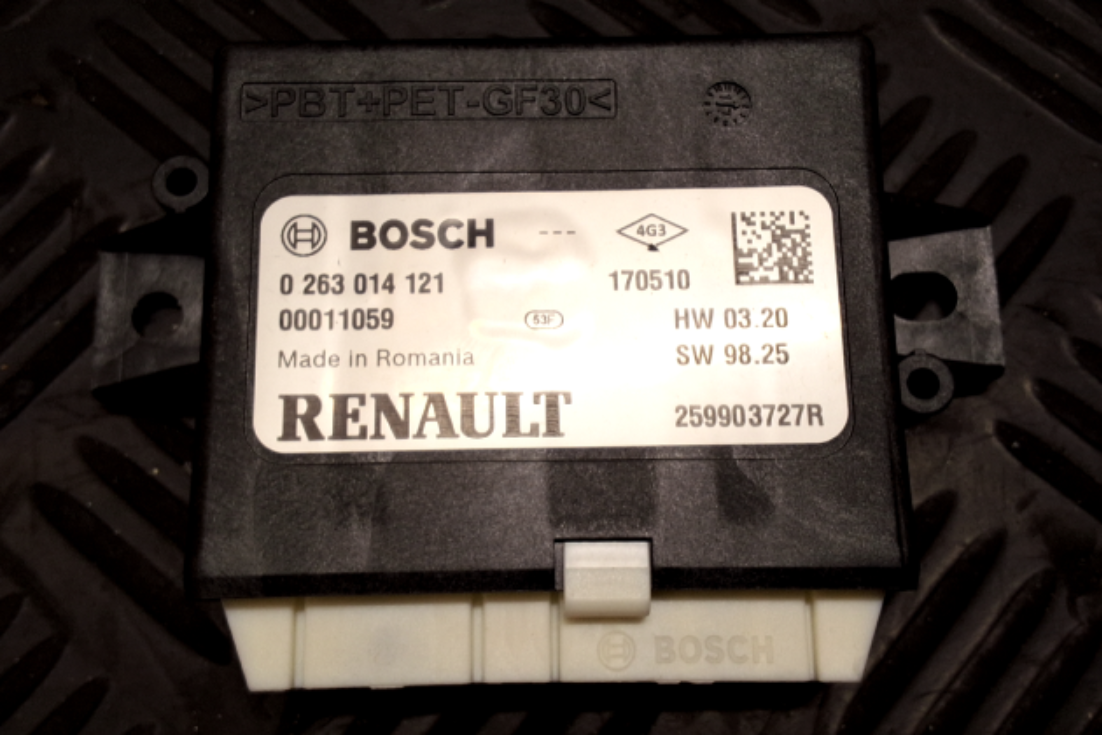 >PBT+PET-GF30<
BOSCH --- 4G3
0 263 014 121 170510
00011059 53F HW 03.20
Made in Romania SW 98.25
RENAULT 259903727R
BOSCH